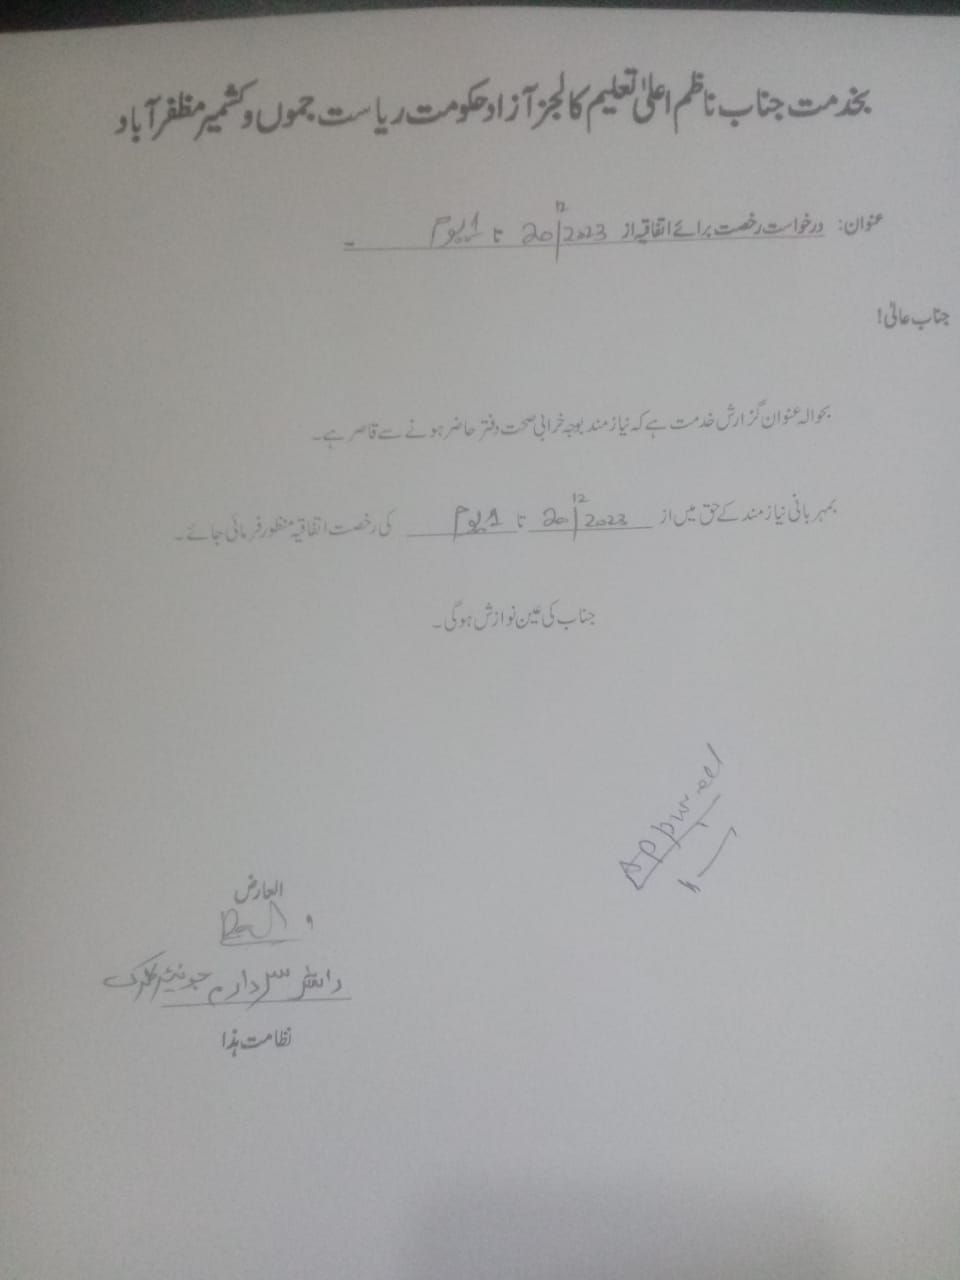 بخدمت جناب ناظم اعلیٰ تعلیم کالجز آزاد حکومت ریاست جموں و کشمیر مظفر آباد
عنوان: درخواست رخصت برائے اتفاقیہ از 20/12/2023 تا 1 یوم
جناب عالی!
بحوالہ عنوان گزارش خدمت ہے کہ نیاز مند بوجہ خرابی صحت دفتر حاضر ہونے سے قاصر ہے۔
بمہربانی نیاز مند کے حق میں از 20/12/2023 تا 1 یوم کی رخصت اتفاقیہ منظور فرمائی جائے۔
جناب کی عین نوازش ہوگی۔
Approved
العارض
سردار جونیئر کلرک
نظامت ہذا